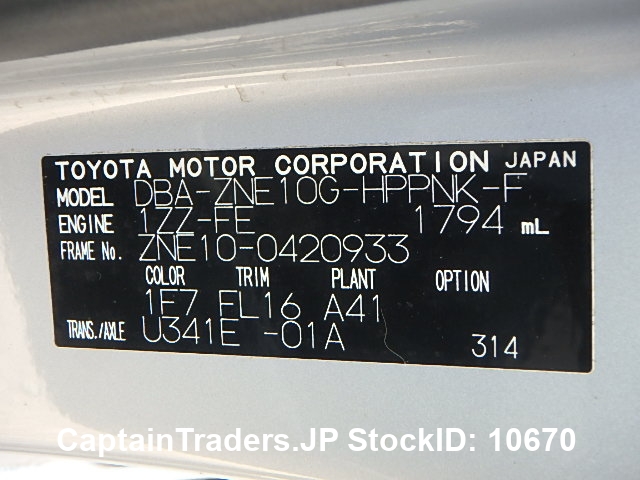 TOYOTA MOTOR CORPORATION JAPAN
MODEL DBA-ZNE10G-HPPNK-F
ENGINE 1ZZ-FE 1794 mL
FRAME No. ZNE10-0420933
COLOR TRIM PLANT OPTION
1F7 FL16 A41
TRANS./AXLE U341E -01A 314
CaptainTraders.JP StockID: 10670